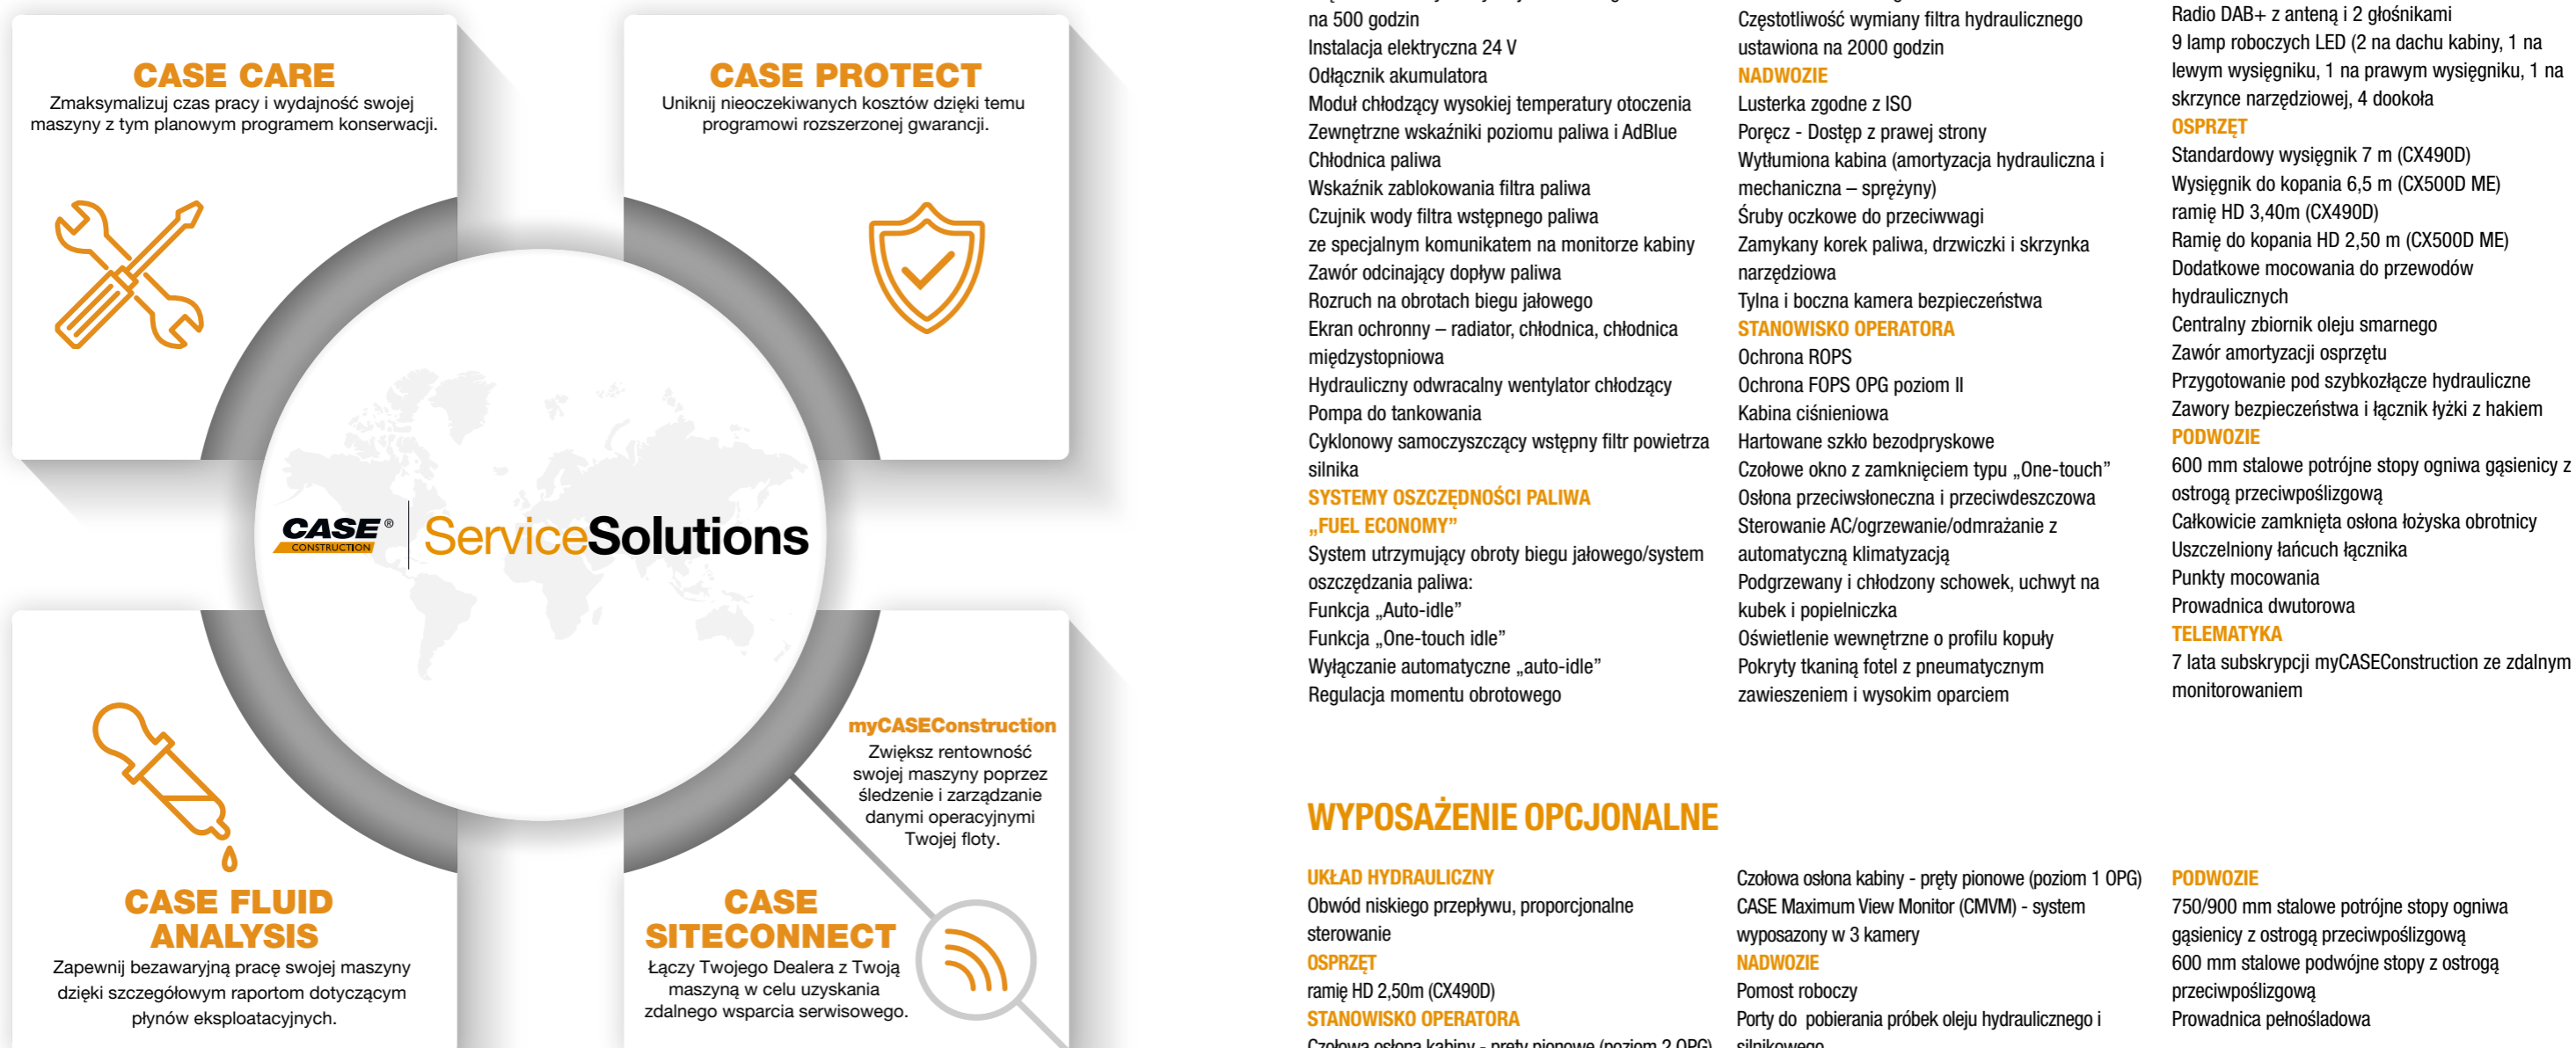 CASE CARE
Zmaksymalizuj czas pracy i wydajność swojej
maszyny z tym planowym programem konserwacji.
CASE PROTECT
Uniknij nieoczekiwanych kosztów dzięki temu
programowi rozszerzonej gwarancji.
CASE®
CONSTRUCTION
ServiceSolutions
CASE FLUID
ANALYSIS
Zapewnij bezawaryjną pracę swojej maszyny
dzięki szczegółowym raportom dotyczącym
płynów eksploatacyjnych.
myCASEConstruction
Zwiększ rentowność
swojej maszyny poprzez
śledzenie i zarządzanie
danymi operacyjnymi
Twojej floty.
CASE
SITECONNECT
Łączy Twojego Dealera z Twoją
maszyną w celu uzyskania
zdalnego wsparcia serwisowego.
na 500 godzin
Instalacja elektryczna 24 V
Odłącznik akumulatora
Moduł chłodzący wysokiej temperatury otoczenia
Zewnętrzne wskaźniki poziomu paliwa i AdBlue
Chłodnica paliwa
Wskaźnik zablokowania filtra paliwa
Czujnik wody filtra wstępnego paliwa
ze specjalnym komunikatem na monitorze kabiny
Zawór odcinający dopływ paliwa
Rozruch na obrotach biegu jałowego
Ekran ochronny – radiator, chłodnica, chłodnica
międzystopniowa
Hydrauliczny odwracalny wentylator chłodzący
Pompa do tankowania
Cyklonowy samoczyszczący wstępny filtr powietrza
silnika
SYSTEMY OSZCZĘDNOŚCI PALIWA
„FUEL ECONOMY”
System utrzymujący obroty biegu jałowego/system
oszczędzania paliwa:
Funkcja „Auto-idle”
Funkcja „One-touch idle”
Wyłączanie automatyczne „auto-idle”
Regulacja momentu obrotowego
Częstotliwość wymiany filtra hydraulicznego
ustawiona na 2000 godzin
NADWOZIE
Lusterka zgodne z ISO
Poręcz - Dostęp z prawej strony
Wytłumiona kabina (amortyzacja hydrauliczna i
mechaniczna – sprężyny)
Śruby oczkowe do przeciwwagi
Zamykany korek paliwa, drzwiczki i skrzynka
narzędziowa
Tylna i boczna kamera bezpieczeństwa
STANOWISKO OPERATORA
Ochrona ROPS
Ochrona FOPS OPG poziom II
Kabina ciśnieniowa
Hartowane szkło bezodpryskowe
Czołowe okno z zamknięciem typu „One-touch”
Osłona przeciwsłoneczna i przeciwdeszczowa
Sterowanie AC/ogrzewanie/odmrażanie z
automatyczną klimatyzacją
Podgrzewany i chłodzony schowek, uchwyt na
kubek i popielniczka
Oświetlenie wewnętrzne o profilu kopuły
Pokryty tkaniną fotel z pneumatycznym
zawieszeniem i wysokim oparciem
Radio DAB+ z anteną i 2 głośnikami
9 lamp roboczych LED (2 na dachu kabiny, 1 na
lewym wysięgniku, 1 na prawym wysięgniku, 1 na
skrzynce narzędziowej, 4 dookoła
OSPRZĘT
Standardowy wysięgnik 7 m (CX490D)
Wysięgnik do kopania 6,5 m (CX500D ME)
ramię HD 3,40m (CX490D)
Ramię do kopania HD 2,50 m (CX500D ME)
Dodatkowe mocowania do przewodów
hydraulicznych
Centralny zbiornik oleju smarnego
Zawór amortyzacji osprzętu
Przygotowanie pod szybkozłącze hydrauliczne
Zawory bezpieczeństwa i łącznik łyżki z hakiem
PODWOZIE
600 mm stalowe potrójne stopy ogniwa gąsienicy z
ostrogą przeciwpoślizgową
Całkowicie zamknięta osłona łożyska obrotnicy
Uszczelniony łańcuch łącznika
Punkty mocowania
Prowadnica dwutorowa
TELEMATYKA
7 lata subskrypcji myCASEConstruction ze zdalnym
monitorowaniem
WYPOSAŻENIE OPCJONALNE
UKŁAD HYDRAULICZNY
Obwód niskiego przepływu, proporcjonalne
sterowanie
OSPRZĘT
ramię HD 2,50m (CX490D)
STANOWISKO OPERATORA
Czołowa osłona kabiny - pręty pionowe (poziom 2 OPG)
Czołowa osłona kabiny - pręty pionowe (poziom 1 OPG)
CASE Maximum View Monitor (CMVM) - system
wyposazony w 3 kamery
NADWOZIE
Pomost roboczy
Porty do  pobierania próbek oleju hydraulicznego i
silnikowego
PODWOZIE
750/900 mm stalowe potrójne stopy ogniwa
gąsienicy z ostrogą przeciwpoślizgową
600 mm stalowe podwójne stopy z ostrogą
przeciwpoślizgową
Prowadnica pełnośladowa